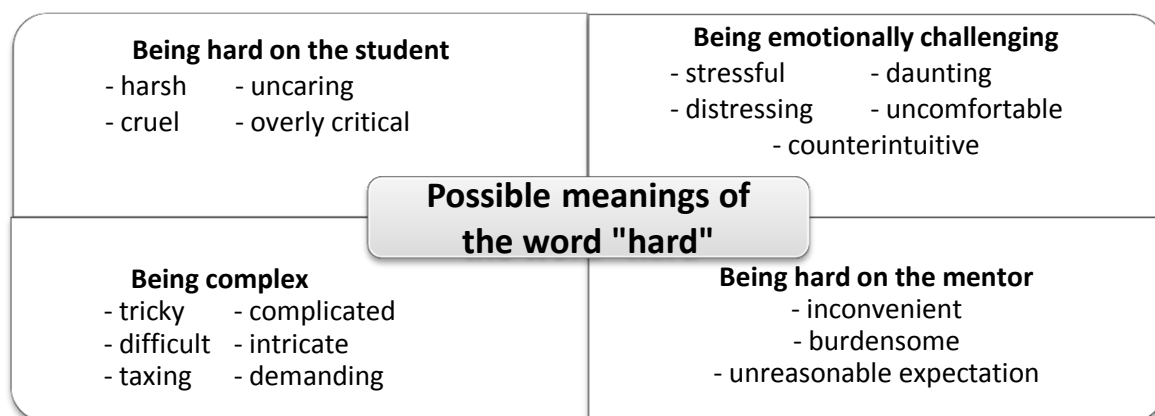 Being hard on the student
- harsh - uncaring
- cruel - overly critical
Being emotionally challenging
- stressful - daunting
- distressing - uncomfortable
- counterintuitive
Possible meanings of
the word "hard"
Being complex
- tricky - complicated
- difficult - intricate
- taxing - demanding
Being hard on the mentor
- inconvenient
- burdensome
- unreasonable expectation